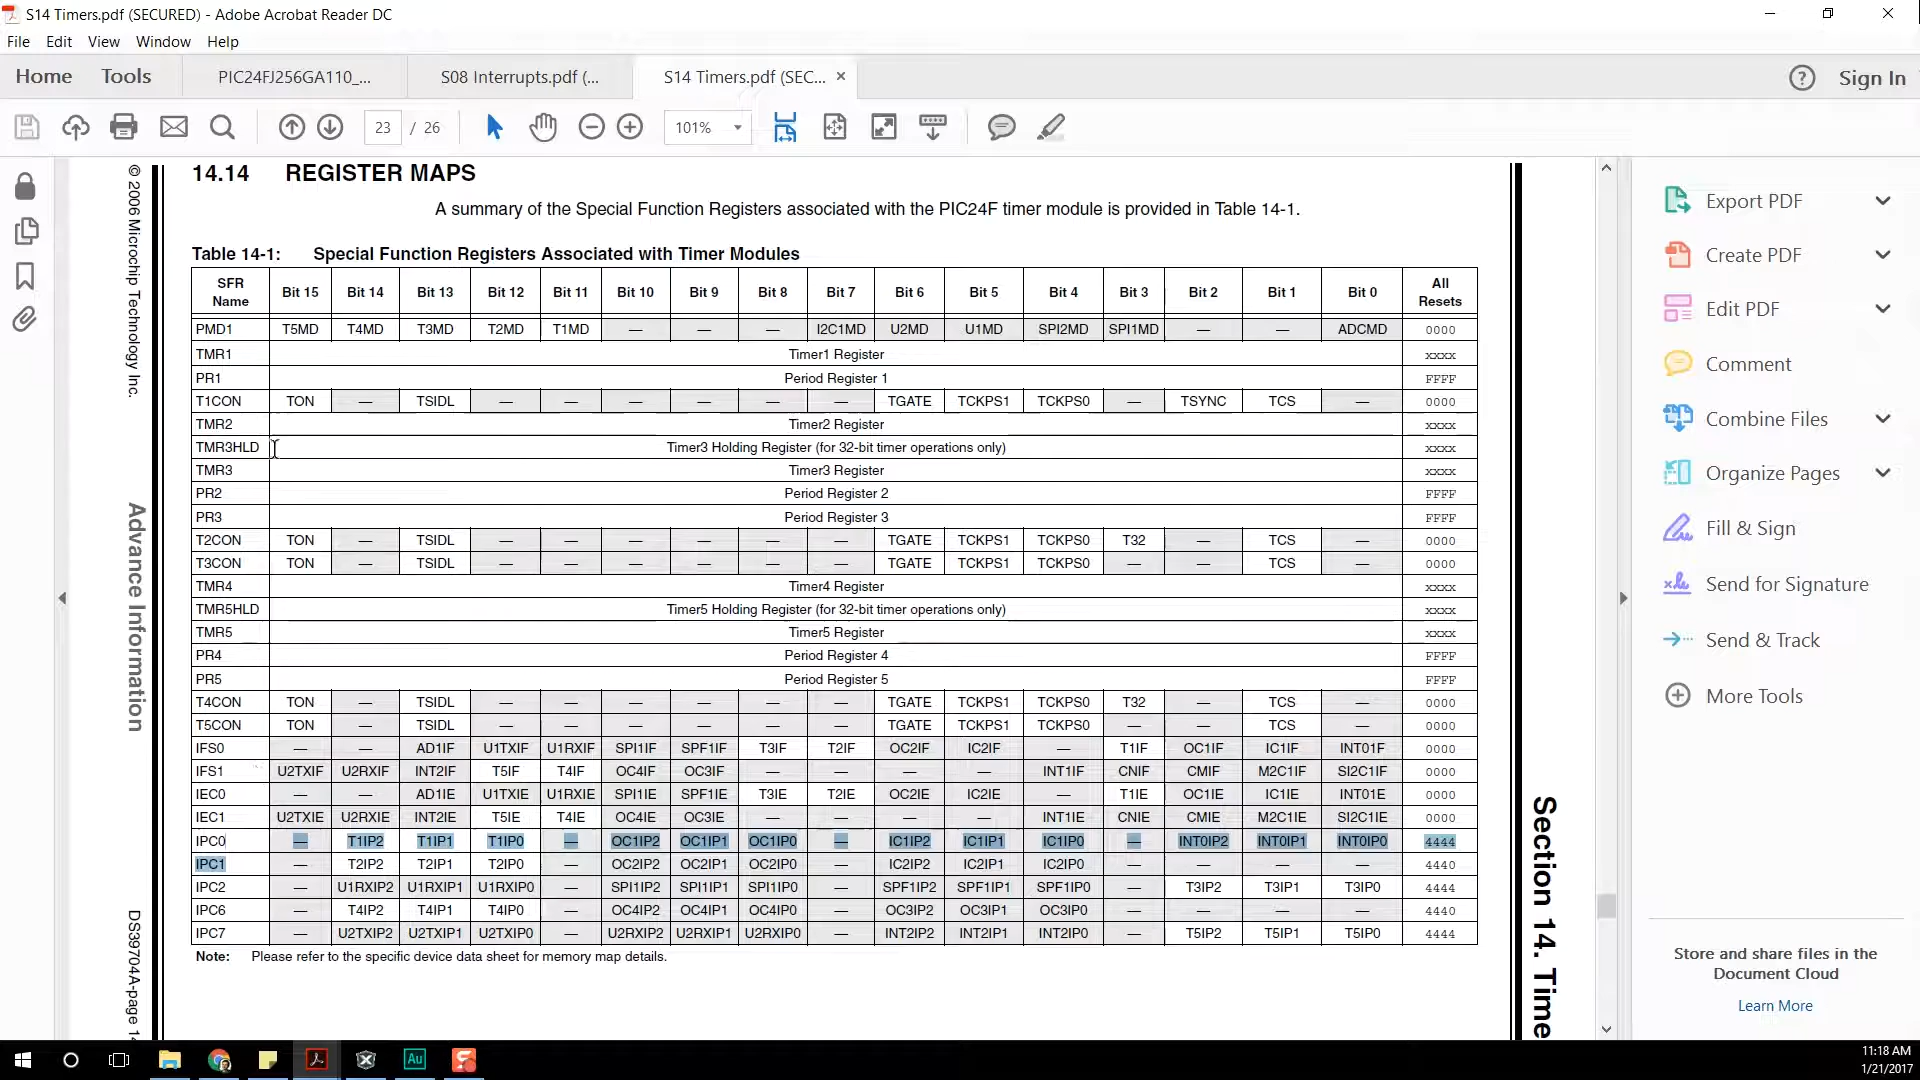 S14 Timers.pdf (SECURED) - Adobe Acrobat Reader DC
File Edit View Window Help
Home Tools PIC24FJ256GA110_... S08 Interrupts.pdf (... S14 Timers.pdf (SEC... × ? Sign In
23 / 26 101%
14.14 REGISTER MAPS
A summary of the Special Function Registers associated with the PIC24F timer module is provided in Table 14-1.
Table 14-1: Special Function Registers Associated with Timer Modules
SFR Name Bit 15 Bit 14 Bit 13 Bit 12 Bit 11 Bit 10 Bit 9 Bit 8 Bit 7 Bit 6 Bit 5 Bit 4 Bit 3 Bit 2 Bit 1 Bit 0 All Resets
PMD1 T5MD T4MD T3MD T2MD T1MD — — — I2C1MD U2MD U1MD SPI2MD SPI1MD — — ADCMD 0000
TMR1 Timer1 Register xxxx
PR1 Period Register 1 FFFF
T1CON TON — TSIDL — — — — — — TGATE TCKPS1 TCKPS0 — TSYNC TCS — 0000
TMR2 Timer2 Register xxxx
TMR3HLD Timer3 Holding Register (for 32-bit timer operations only) xxxx
TMR3 Timer3 Register xxxx
PR2 Period Register 2 FFFF
PR3 Period Register 3 FFFF
T2CON TON — TSIDL — — — — — — TGATE TCKPS1 TCKPS0 T32 — TCS — 0000
T3CON TON — TSIDL — — — — — — TGATE TCKPS1 TCKPS0 — — TCS — 0000
TMR4 Timer4 Register xxxx
TMR5HLD Timer5 Holding Register (for 32-bit timer operations only) xxxx
TMR5 Timer5 Register xxxx
PR4 Period Register 4 FFFF
PR5 Period Register 5 FFFF
T4CON TON — TSIDL — — — — — — TGATE TCKPS1 TCKPS0 T32 — TCS — 0000
T5CON TON — TSIDL — — — — — — TGATE TCKPS1 TCKPS0 — — TCS — 0000
IFS0 — — AD1IF U1TXIF U1RXIF SPI1IF SPF1IF T3IF T2IF OC2IF IC2IF — T1IF OC1IF IC1IF INT01F 0000
IFS1 U2TXIF U2RXIF INT2IF T5IF T4IF OC4IF OC3IF — — — — INT1IF CNIF CMIF M2C1IF SI2C1IF 0000
IEC0 — — AD1IE U1TXIE U1RXIE SPI1IE SPF1IE T3IE T2IE OC2IE IC2IE — T1IE OC1IE IC1IE INT01E 0000
IEC1 U2TXIE U2RXIE INT2IE T5IE T4IE OC4IE OC3IE — — — — INT1IE CNIE CMIE M2C1IE SI2C1IE 0000
IPC0 — T1IP2 T1IP1 T1IP0 — OC1IP2 OC1IP1 OC1IP0 — IC1IP2 IC1IP1 IC1IP0 — INT0IP2 INT0IP1 INT0IP0 4444
IPC1 — T2IP2 T2IP1 T2IP0 — OC2IP2 OC2IP1 OC2IP0 — IC2IP2 IC2IP1 IC2IP0 — — — — 4440
IPC2 — U1RXIP2 U1RXIP1 U1RXIP0 — SPI1IP2 SPI1IP1 SPI1IP0 — SPF1IP2 SPF1IP1 SPF1IP0 — T3IP2 T3IP1 T3IP0 4444
IPC6 — T4IP2 T4IP1 T4IP0 — OC4IP2 OC4IP1 OC4IP0 — OC3IP2 OC3IP1 OC3IP0 — — — — 4440
IPC7 — U2TXIP2 U2TXIP1 U2TXIP0 — U2RXIP2 U2RXIP1 U2RXIP0 — INT2IP2 INT2IP1 INT2IP0 — T5IP2 T5IP1 T5IP0 4444
Note: Please refer to the specific device data sheet for memory map details.
© 2006 Microchip Technology Inc.
Advance Information
DS39704A-page 14
Section 14. Time
Export PDF
Create PDF
Edit PDF
Comment
Combine Files
Organize Pages
Fill & Sign
Send for Signature
Send & Track
More Tools
Store and share files in the
Document Cloud
Learn More
Au
11:18 AM
1/21/2017